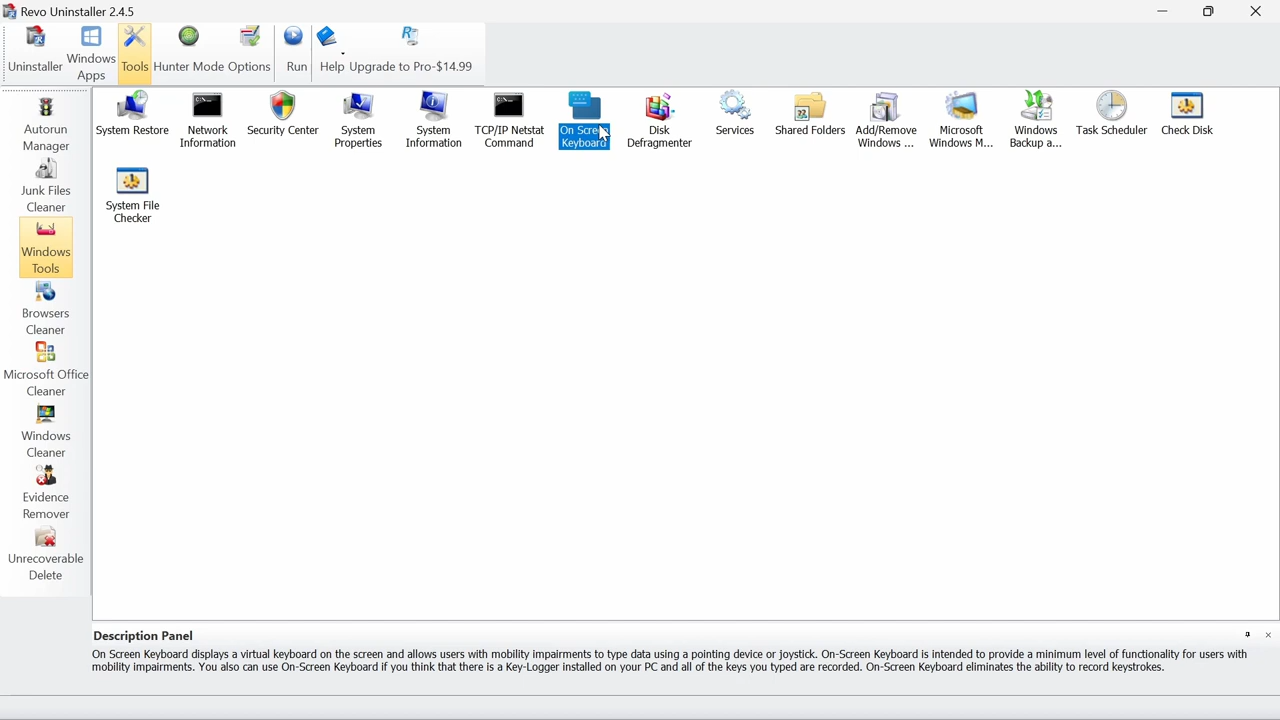 Revo Uninstaller 2.4.5
Uninstaller
Windows
Apps
Tools
Hunter Mode
Options
Run
Help
Upgrade to Pro-$14.99
Autorun
Manager
Junk Files
Cleaner
Windows
Tools
Browsers
Cleaner
Microsoft Office
Cleaner
Windows
Cleaner
Evidence
Remover
Unrecoverable
Delete
System Restore
Network
Information
Security Center
System
Properties
System
Information
TCP/IP Netstat
Command
On Screen
Keyboard
Disk
Defragmenter
Services
Shared Folders
Add/Remove
Windows ...
Microsoft
Windows M...
Windows
Backup a...
Task Scheduler
Check Disk
System File
Checker
Description Panel
On Screen Keyboard displays a virtual keyboard on the screen and allows users with mobility impairments to type data using a pointing device or joystick. On-Screen Keyboard is intended to provide a minimum level of functionality for users with
mobility impairments. You also can use On-Screen Keyboard if you think that there is a Key-Logger installed on your PC and all of the keys you typed are recorded. On-Screen Keyboard eliminates the ability to record keystrokes.